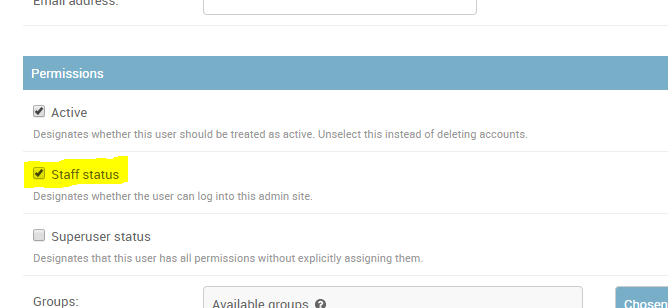 Email address:
Permissions
Active
Designates whether this user should be treated as active. Unselect this instead of deleting accounts.
Staff status
Designates whether the user can log into this admin site.
Superuser status
Designates that this user has all permissions without explicitly assigning them.
Groups:
Available groups ?
Chosen